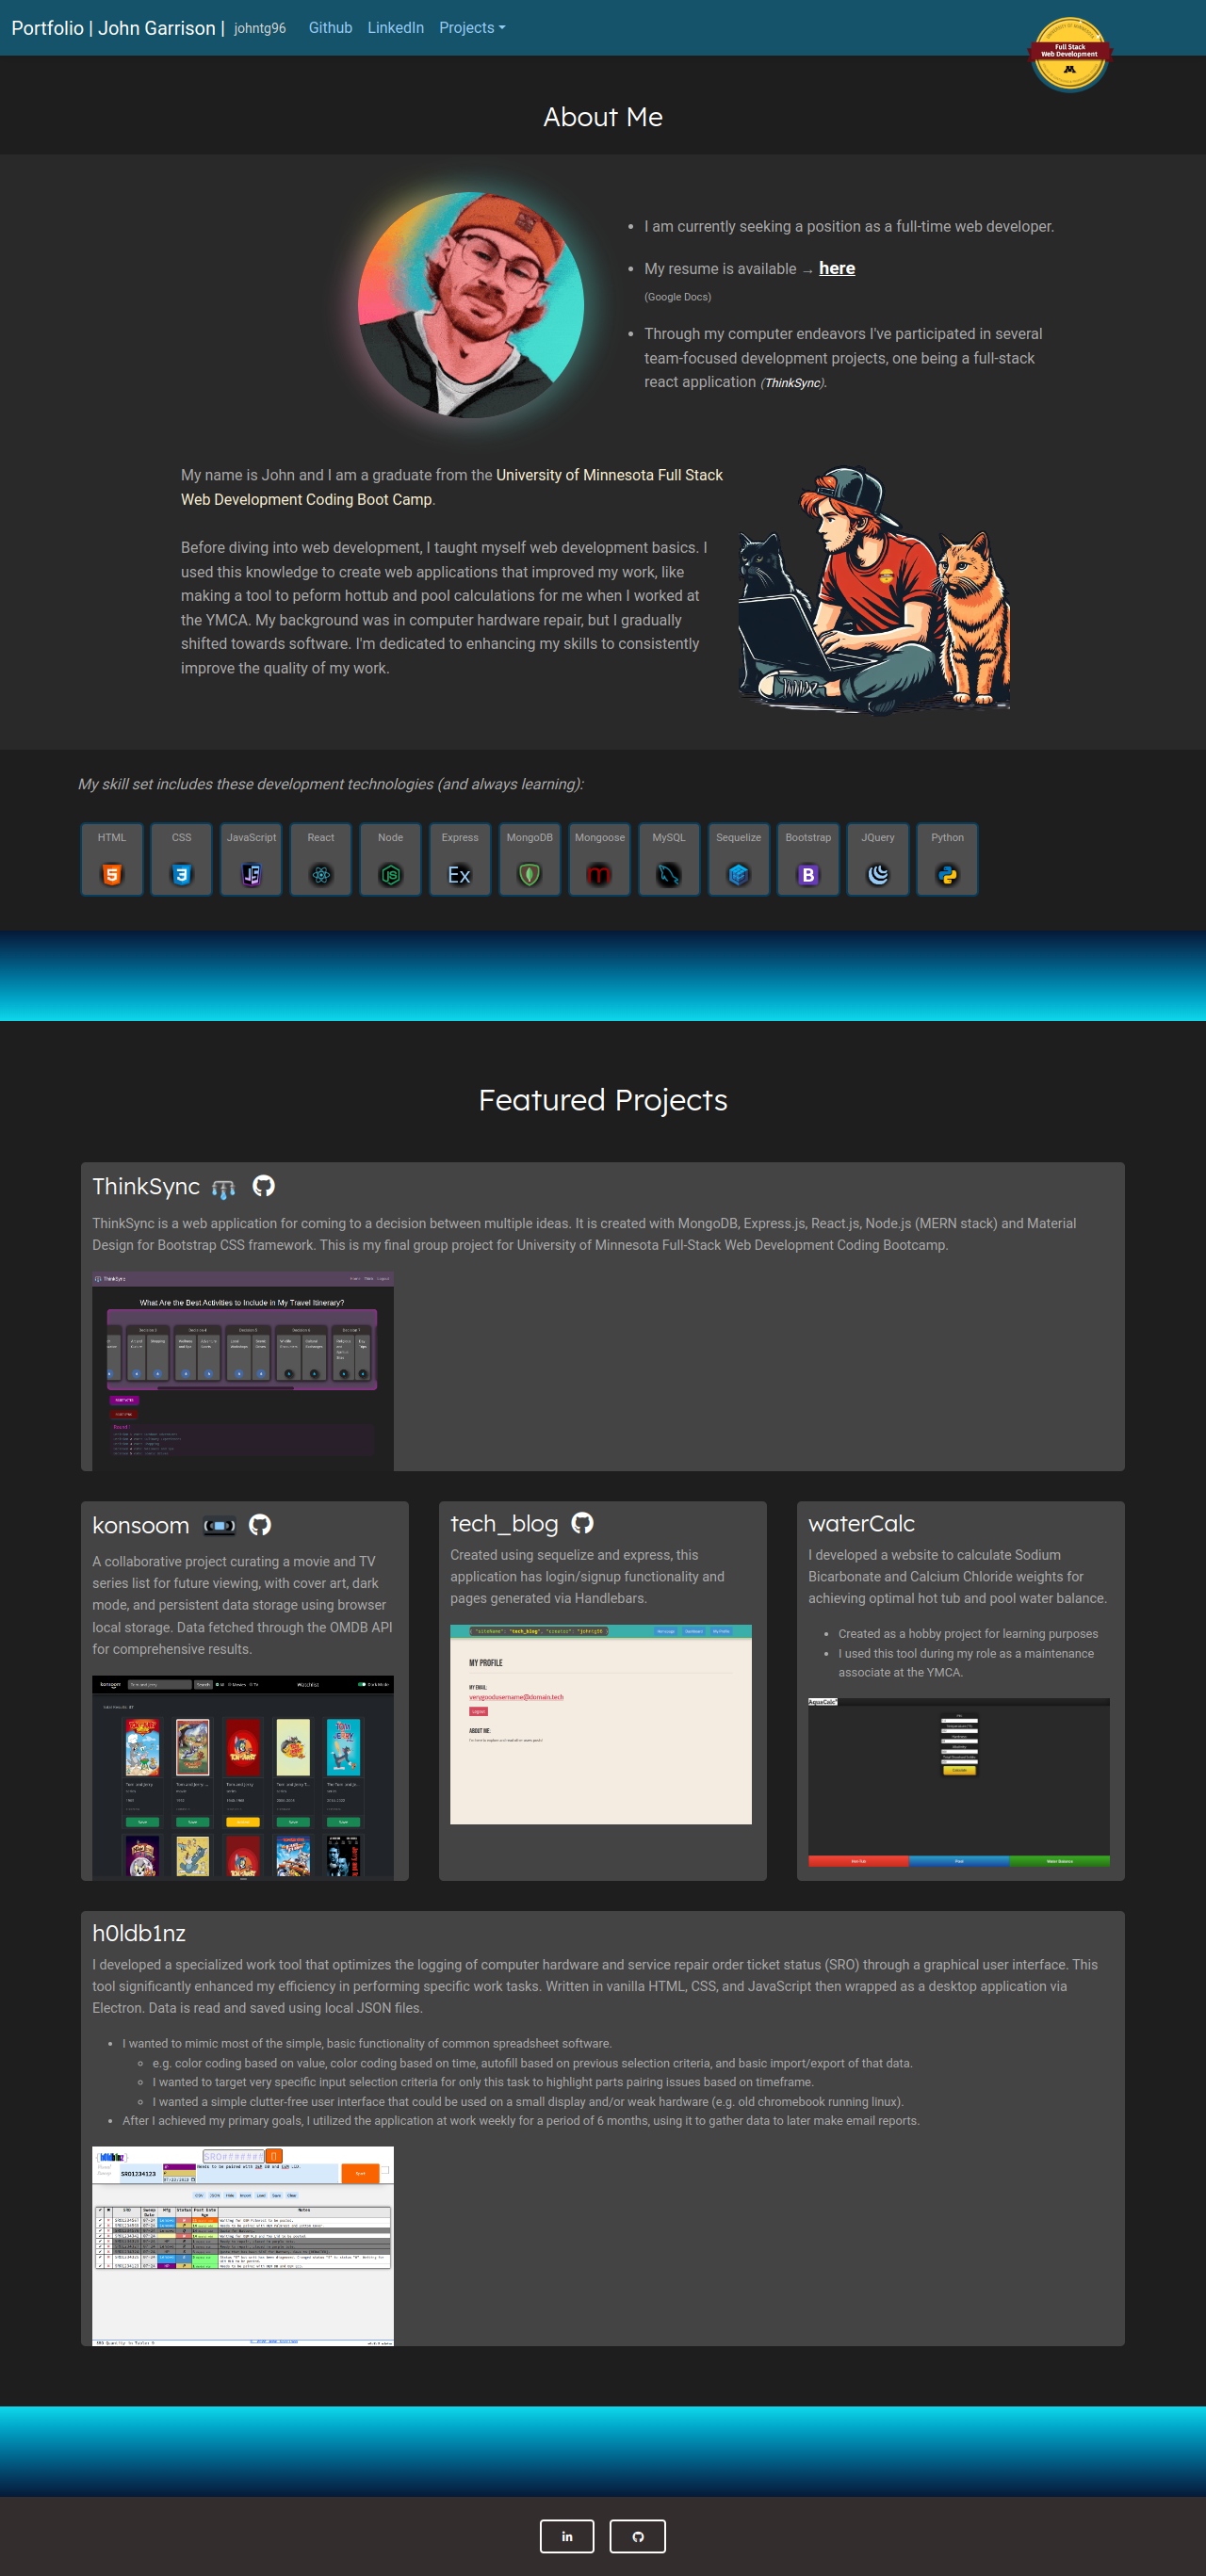 Portfolio | John Garrison | johntg96 Github LinkedIn Projects
Full Stack
Web Development
About Me
I am currently seeking a position as a full-time web developer.
My resume is available → here
(Google Docs)
Through my computer endeavors I've participated in several
team-focused development projects, one being a full-stack
react application (ThinkSync).
My name is John and I am a graduate from the University of Minnesota Full Stack
Web Development Coding Boot Camp.
Before diving into web development, I taught myself web development basics. I
used this knowledge to create web applications that improved my work, like
making a tool to peform hottub and pool calculations for me when I worked at
the YMCA. My background was in computer hardware repair, but I gradually
shifted towards software. I'm dedicated to enhancing my skills to consistently
improve the quality of my work.
My skill set includes these development technologies (and always learning):
HTML CSS JavaScript React Node Express MongoDB Mongoose MySQL Sequelize Bootstrap JQuery Python
Ex
Featured Projects
ThinkSync
ThinkSync is a web application for coming to a decision between multiple ideas. It is created with MongoDB, Express.js, React.js, Node.js (MERN stack) and Material
Design for Bootstrap CSS framework. This is my final group project for University of Minnesota Full-Stack Web Development Coding Bootcamp.
ThinkSync
What Are the Best Activities to Include in My Travel Itinerary?
konsoom
A collaborative project curating a movie and TV
series list for future viewing, with cover art, dark
mode, and persistent data storage using browser
local storage. Data fetched through the OMDB API
for comprehensive results.
konsoom
tech_blog
Created using sequelize and express, this
application has login/signup functionality and
pages generated via Handlebars.
{ "siteName": "tech_blog", "creator": "johntg96" }
MY PROFILE
MY EMAIL:
verygoodusername@domain.tech
Logout
ABOUT ME:
waterCalc
I developed a website to calculate Sodium
Bicarbonate and Calcium Chloride weights for
achieving optimal hot tub and pool water balance.
Created as a hobby project for learning purposes
I used this tool during my role as a maintenance
associate at the YMCA.
AquaCalc
h0ldb1nz
I developed a specialized work tool that optimizes the logging of computer hardware and service repair order ticket status (SRO) through a graphical user interface. This
tool significantly enhanced my efficiency in performing specific work tasks. Written in vanilla HTML, CSS, and JavaScript then wrapped as a desktop application via
Electron. Data is read and saved using local JSON files.
I wanted to mimic most of the simple, basic functionality of common spreadsheet software.
e.g. color coding based on value, color coding based on time, autofill based on previous selection criteria, and basic import/export of that data.
I wanted to target very specific input selection criteria for only this task to highlight parts pairing issues based on timeframe.
I wanted a simple clutter-free user interface that could be used on a small display and/or weak hardware (e.g. old chromebook running linux).
After I achieved my primary goals, I utilized the application at work weekly for a period of 6 months, using it to gather data to later make email reports.
SRO#######
SRO1234123